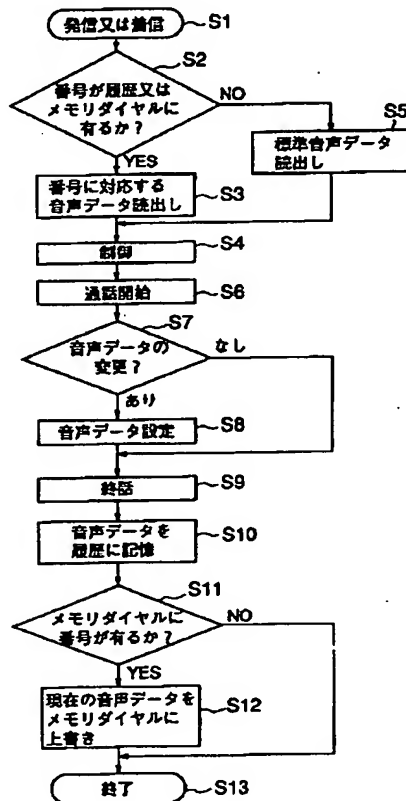 発信又は着信
S1
S2
番号が履歴又は
メモリダイヤルに
有るか?
NO
S5
標準音声データ
読出し
YES
番号に対応する
音声データ読出し
S3
制御
S4
通話開始
S6
S7
音声データの
変更?
なし
あり
音声データ設定
S8
終話
S9
音声データを
履歴に記憶
S10
S11
メモリダイヤルに
番号が有るか?
NO
YES
現在の音声データを
メモリダイヤルに
上書き
S12
終了
S13